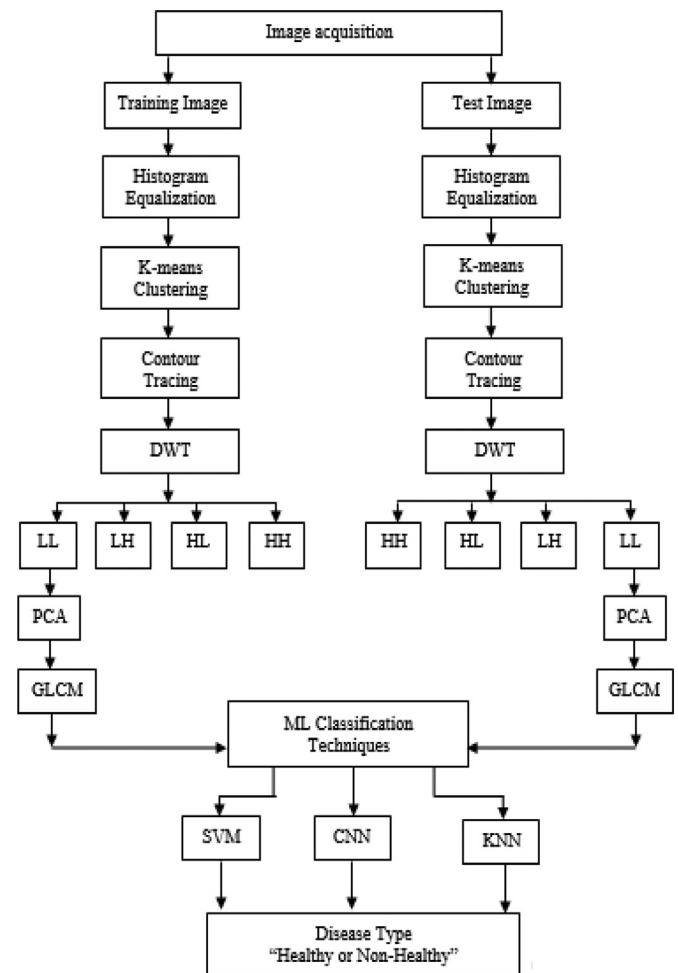 Image acquisition
Training Image
Test Image
Histogram
Equalization
Histogram
Equalization
K-means
Clustering
K-means
Clustering
Contour
Tracing
Contour
Tracing
DWT
DWT
LL
LH
HL
HH
HH
HL
LH
LL
PCA
PCA
GLCM
GLCM
ML Classification
Techniques
SVM
CNN
KNN
Disease Type
“Healthy or Non-Healthy”